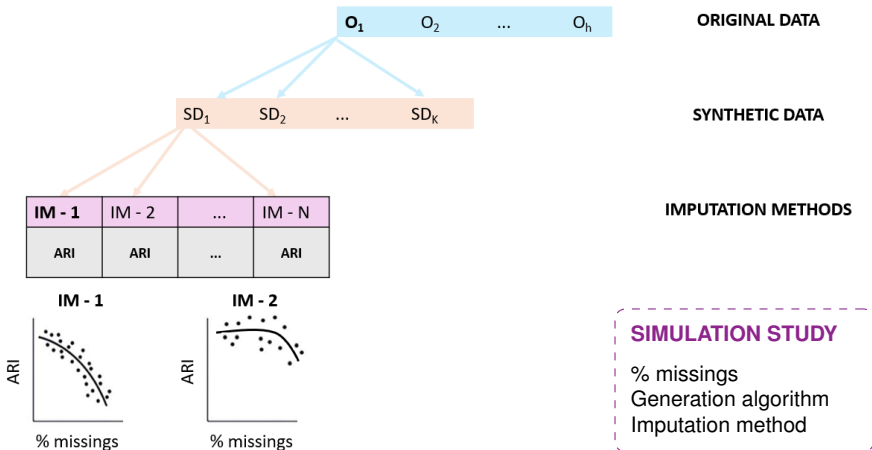 O1 O2 ... Oh ORIGINAL DATA
SD1 SD2 ... SDK SYNTHETIC DATA
IM - 1 IM - 2 ... IM - N IMPUTATION METHODS
ARI ARI ... ARI
IM - 1 IM - 2
ARI ARI
% missings % missings
SIMULATION STUDY
% missings
Generation algorithm
Imputation method